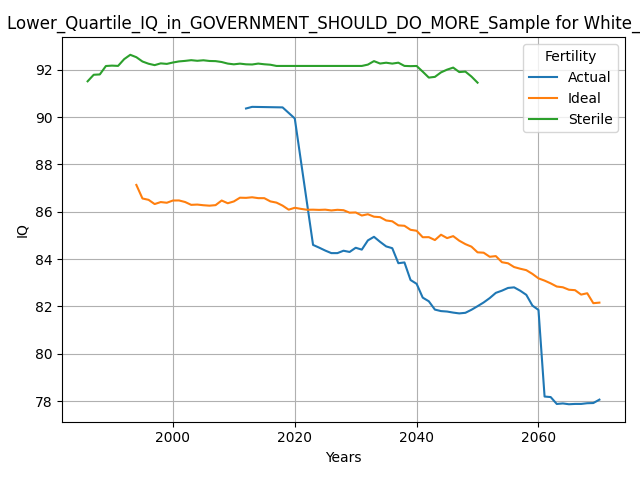 Lower_Quartile_IQ_in_GOVERNMENT_SHOULD_DO_MORE_Sample for White_
Fertility
Actual
Ideal
Sterile
92
90
88
86
84
82
80
78
IQ
2000
2020
2040
2060
Years